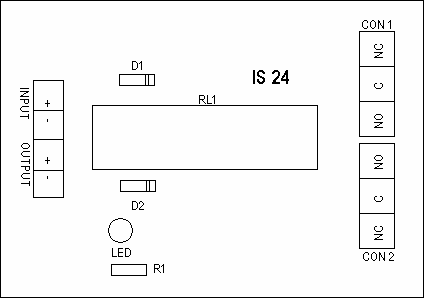 CON 1
D1
IS 24
NC
RL1
C
INPUT
+
-
NO
OUTPUT
+
-
NO
C
D2
NC
LED
CON 2
R1